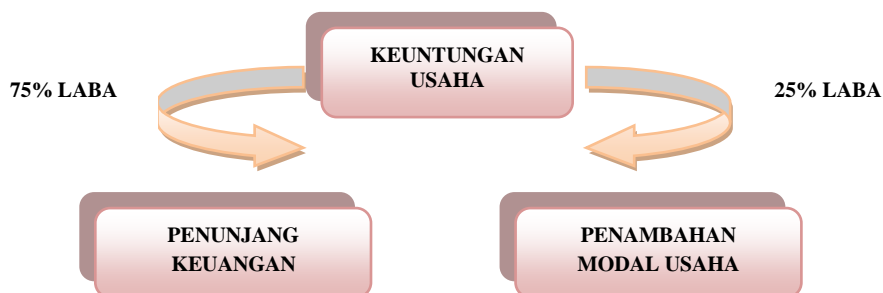 KEUNTUNGAN
USAHA
75% LABA
25% LABA
PENUNJANG
KEUANGAN
PENAMBAHAN
MODAL USAHA